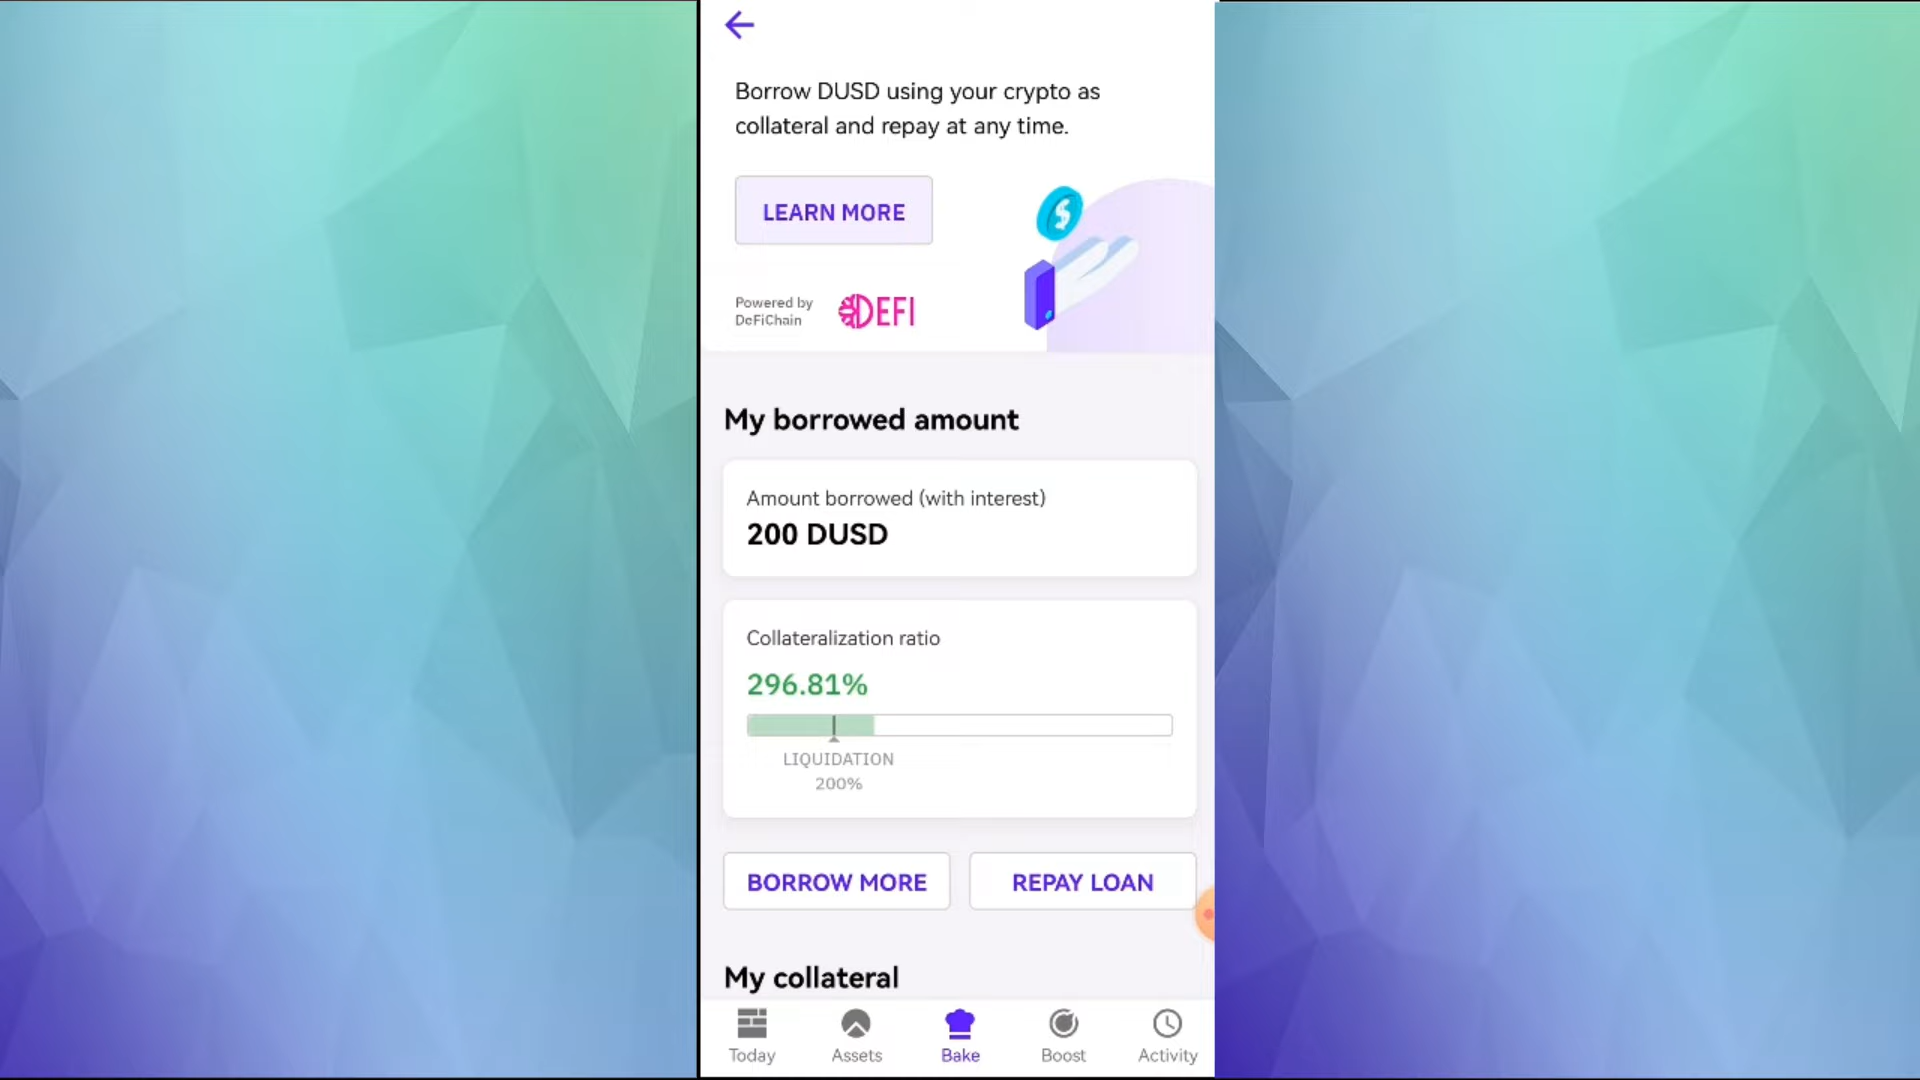 Borrow DUSD using your crypto as
collateral and repay at any time.
LEARN MORE
$
Powered by
DeFiChain
DEFI
My borrowed amount
Amount borrowed (with interest)
200 DUSD
Collateralization ratio
296.81%
LIQUIDATION
200%
BORROW MORE
REPAY LOAN
My collateral
Today
Assets
Bake
Boost
Activity